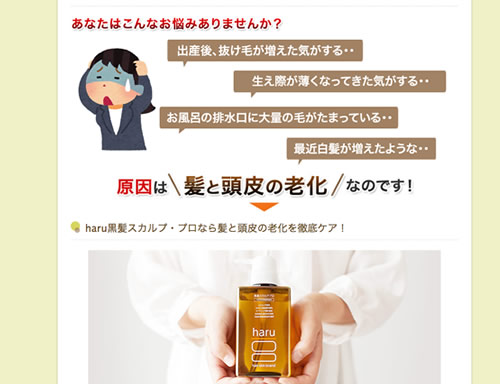 あなたはこんなお悩みありませんか？
出産後、抜け毛が増えた気がする‥
生え際が薄くなってきた気がする‥
お風呂の排水口に大量の毛がたまっている‥
最近白髪が増えたような‥
原因は＼髪と頭皮の老化／なのです！
haru黒髪スカルプ・プロなら髪と頭皮の老化を徹底ケア！
haru